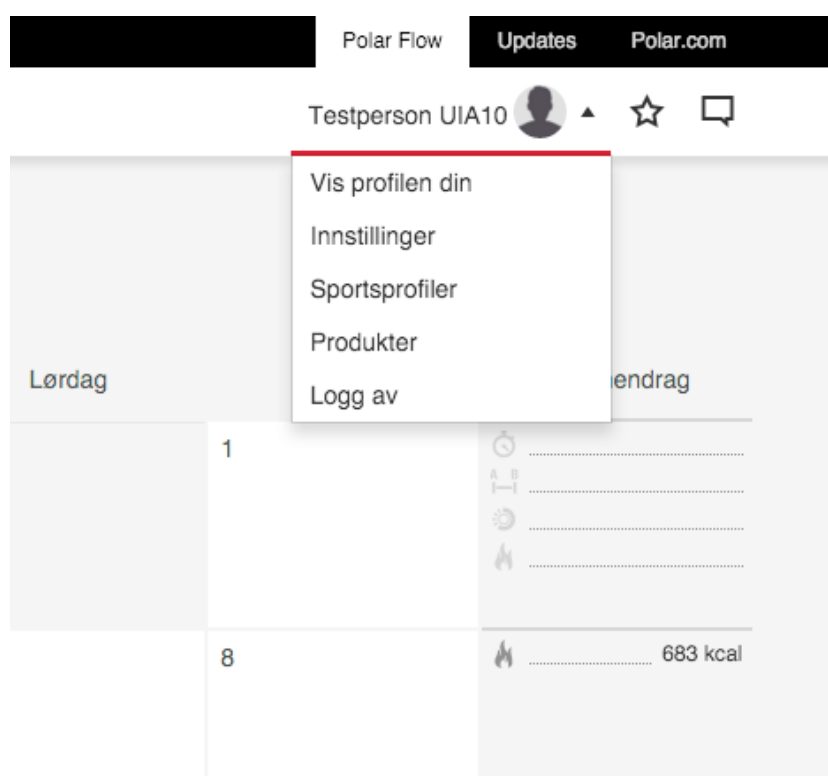 Polar Flow Updates Polar.com
Testperson UIA10
Vis profilen din
Innstillinger
Sportsprofiler
Produkter
Logg av
Lørdag endrag
1
A B
8 683 kcal